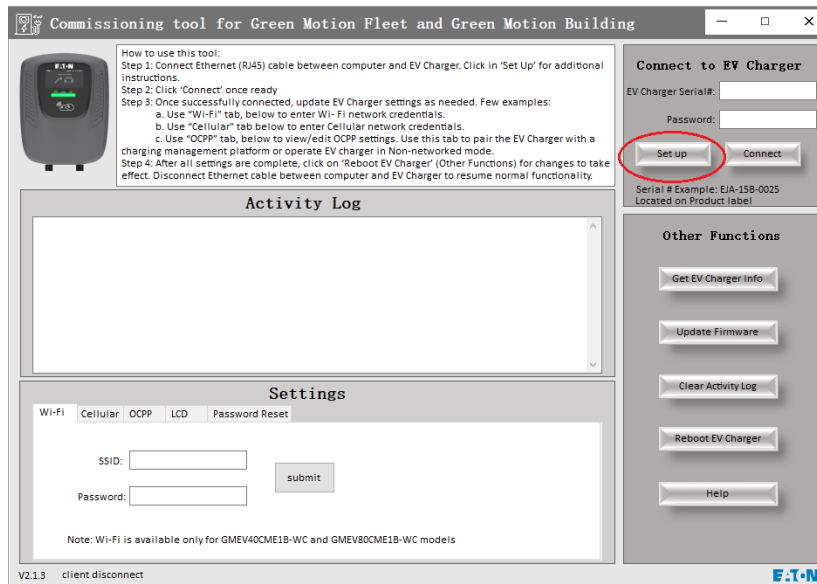 Commissioning tool for Green Motion Fleet and Green Motion Building
E·T·N
How to use this tool:
Step 1: Connect Ethernet (RJ45) cable between computer and EV Charger. Click in 'Set Up' for additional
instructions.
Step 2: Click 'Connect' once ready
Step 3: Once successfully connected, update EV Charger settings as needed. Few examples:
a. Use "Wi-Fi" tab, below to enter Wi- Fi network credentials.
b. Use "Cellular" tab below to enter Cellular network credentials.
c. Use "OCPP" tab, below to view/edit OCPP settings. Use this tab to pair the EV Charger with a
charging management platform or operate EV charger in Non-networked mode.
Step 4: After all settings are complete, click on 'Reboot EV Charger' (Other Functions) for changes to take
effect. Disconnect Ethernet cable between computer and EV Charger to resume normal functionality.
Connect to EV Charger
EV Charger Serial#:
Password:
Set up Connect
Serial # Example: EJA-15B-0025
Located on Product label
Activity Log
Other Functions
Get EV Charger Info
Update Firmware
Clear Activity Log
Reboot EV Charger
Help
Settings
Wi-Fi Cellular OCPP LCD Password Reset
SSID:
submit
Password:
Note: Wi-Fi is available only for GMEV40CME1B-WC and GMEV80CME1B-WC models
V2.1.3 client disconnect
E·T·N